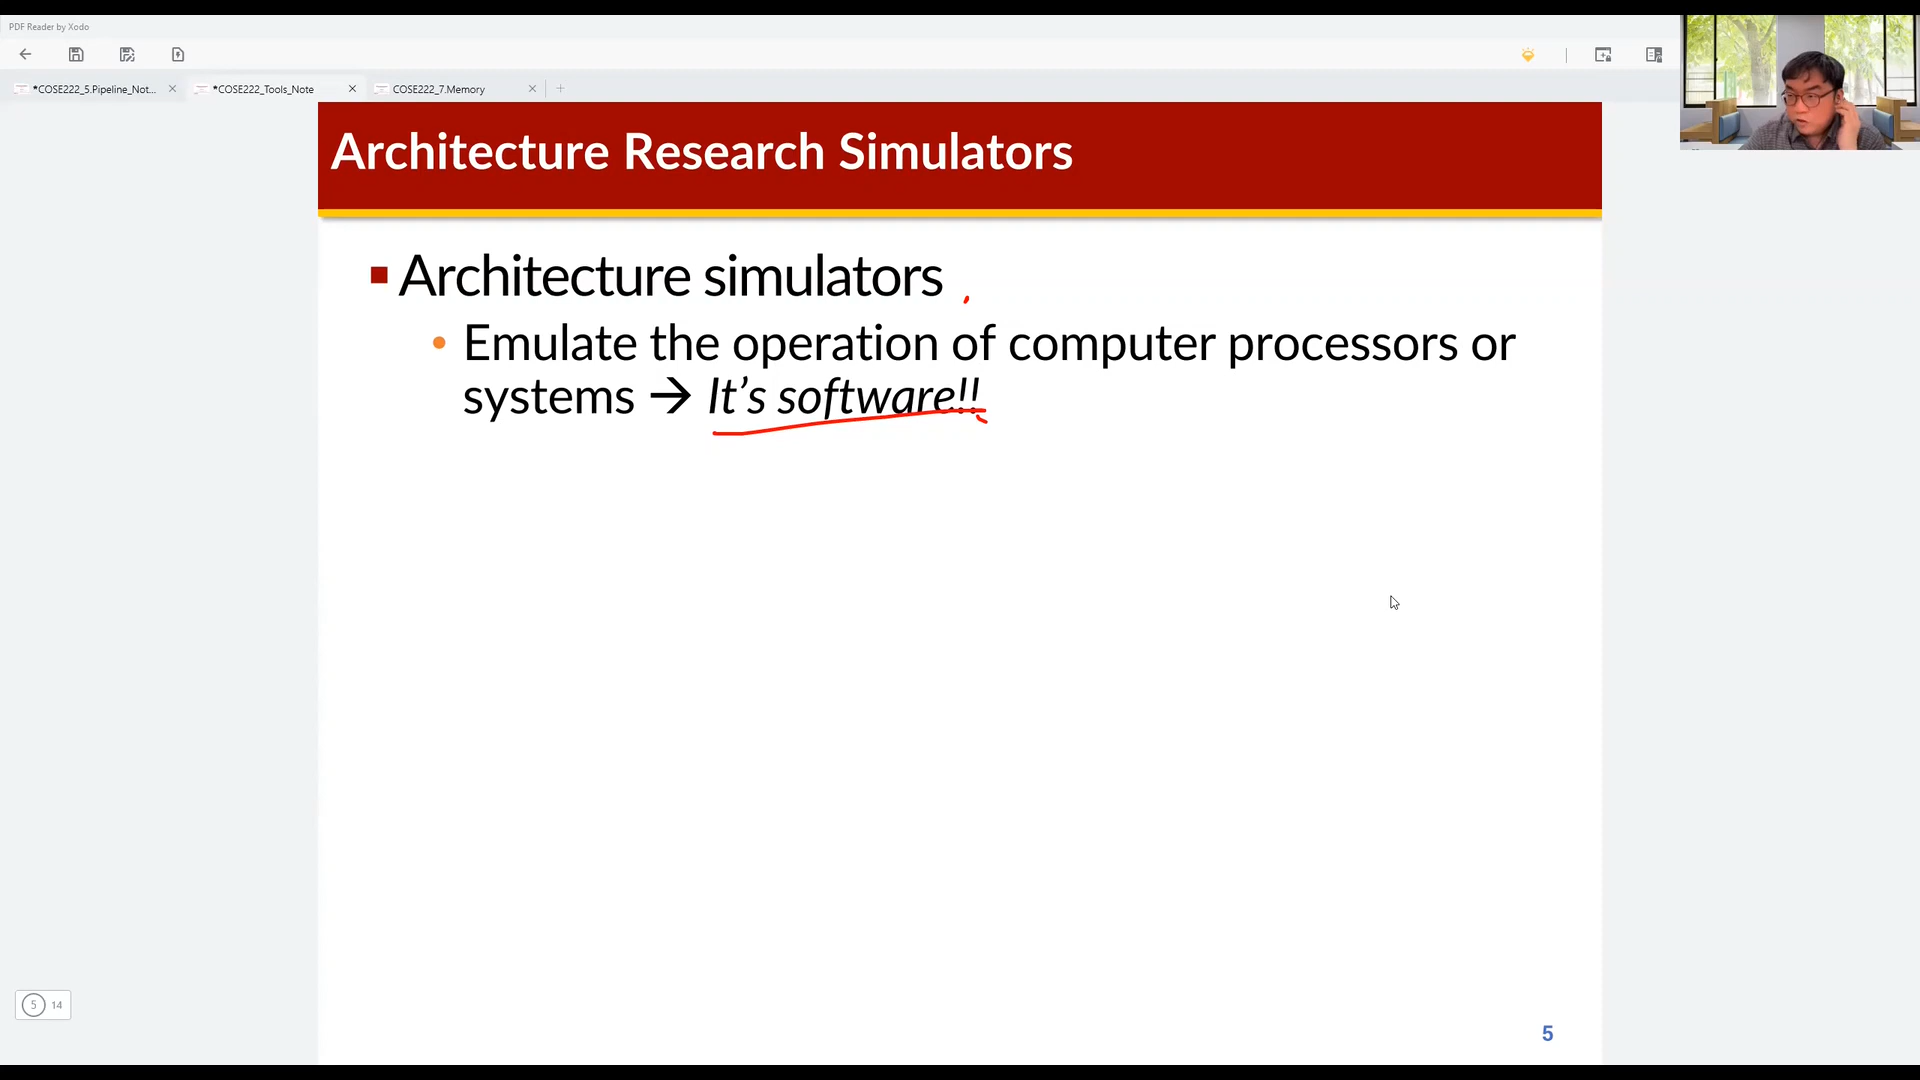 PDF Reader by Xodo
*COSE222_5.Pipeline_Not...
*COSE222_Tools_Note
COSE222_7.Memory
Architecture Research Simulators
Architecture simulators
Emulate the operation of computer processors or
systems → It's software!!
5 14
5